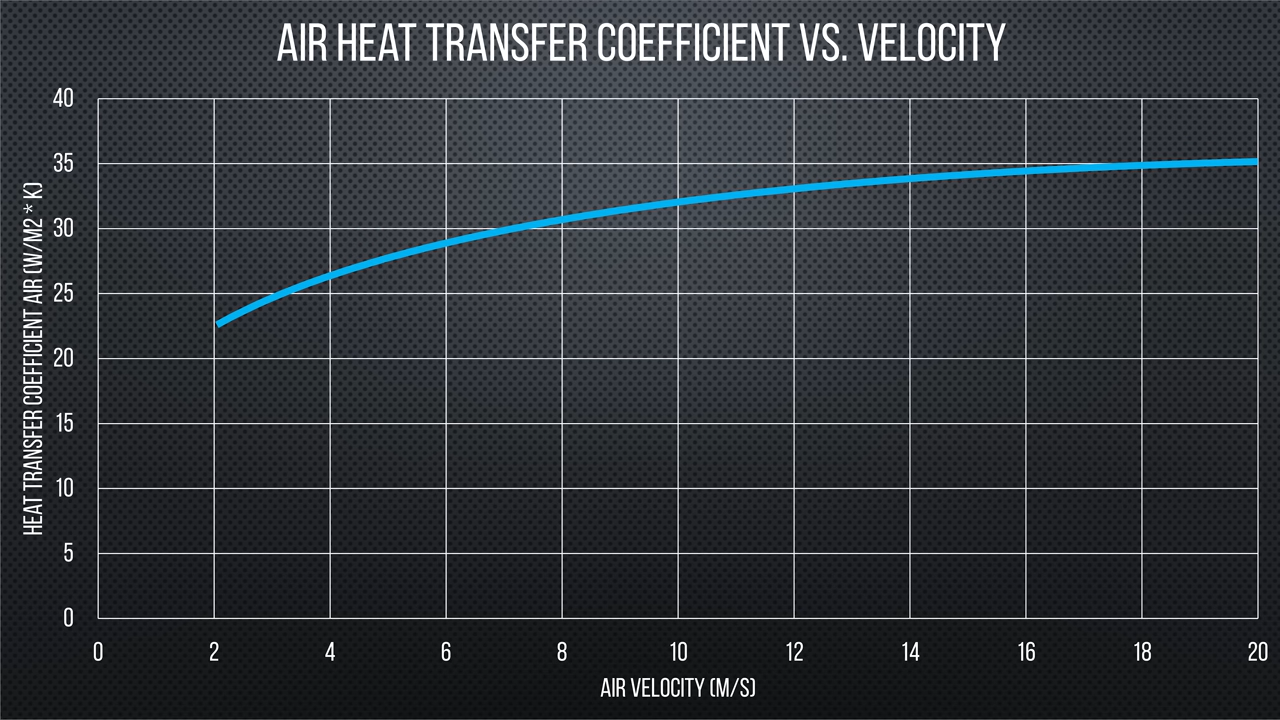 AIR HEAT TRANSFER COEFFICIENT VS. VELOCITY
40
35
30
25
20
15
10
5
0
HEAT TRANSFER COEFFICIENT AIR (W/M2 * K)
0 2 4 6 8 10 12 14 16 18 20
AIR VELOCITY (M/S)